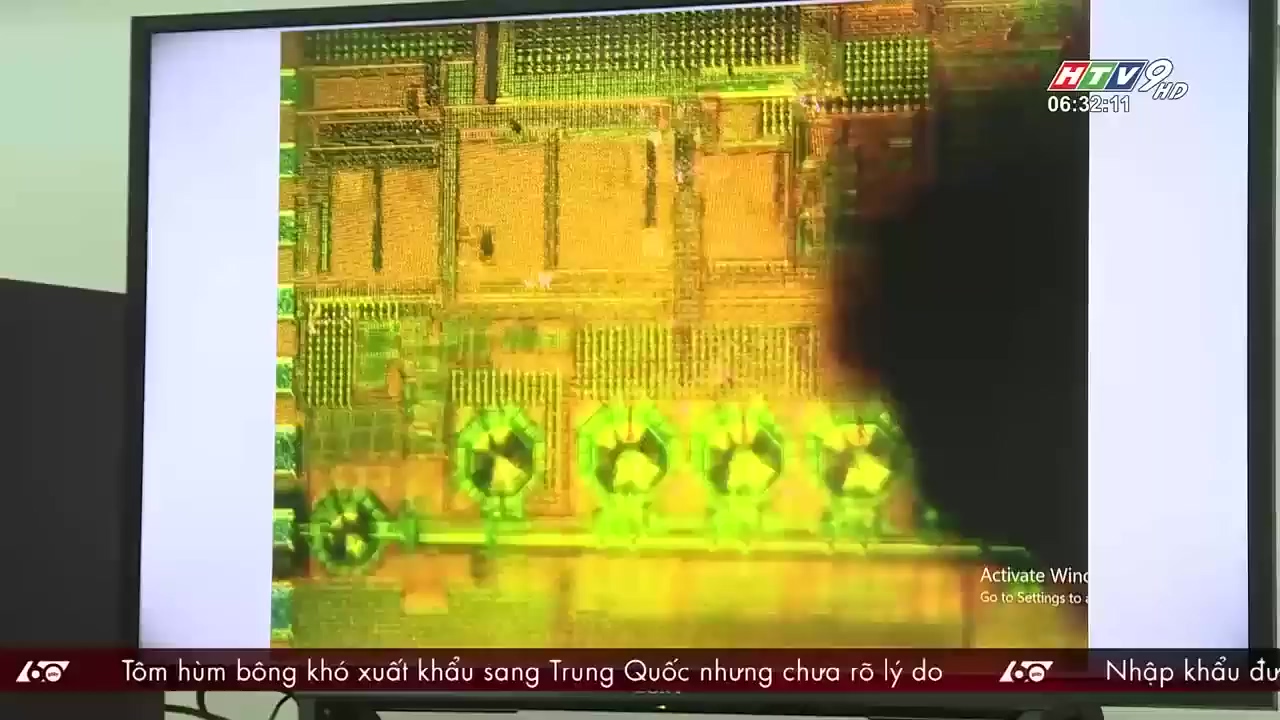 HTV9 HD
06:32:11
Activate Wind
Go to Settings to a
Tôm hùm bông khó xuất khẩu sang Trung Quốc nhưng chưa rõ lý do
Nhập khẩu đư